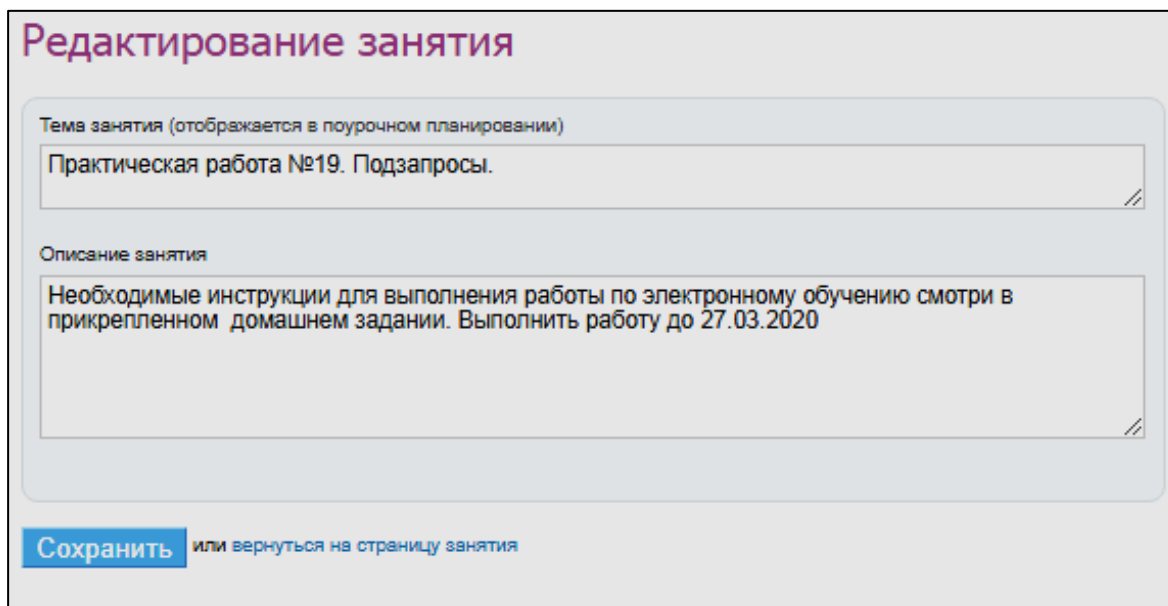 Редактирование занятия
Тема занятия (отображается в поурочном планировании)
Практическая работа №19. Подзапросы.
Описание занятия
Необходимые инструкции для выполнения работы по электронному обучению смотри в
прикрепленном  домашнем задании. Выполнить работу до 27.03.2020
Сохранить или вернуться на страницу занятия